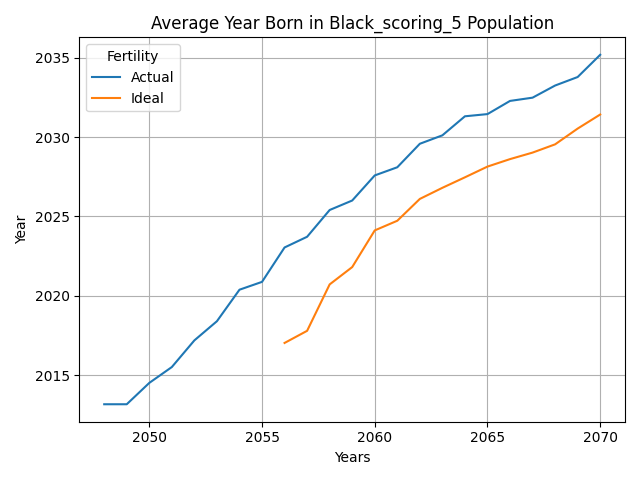 Average Year Born in Black_scoring_5 Population
Fertility
Actual
Ideal
2035
2030
2025
2020
2015
Year
2050 2055 2060 2065 2070
Years